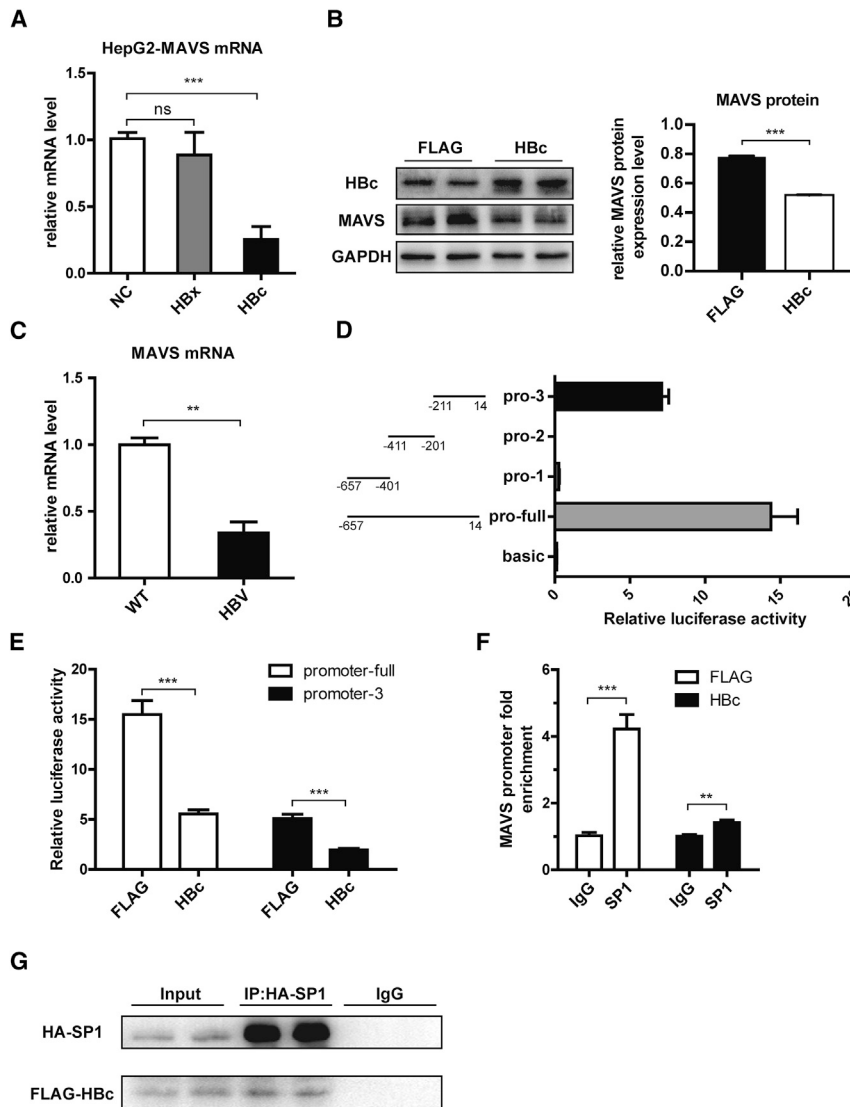 A
HepG2-MAVS mRNA
relative mRNA level
1.5
1.0
0.5
0.0
***
ns
NC
HBx
HBc
B
FLAG HBc
HBc
MAVS
GAPDH
MAVS protein
relative MAVS protein
expression level
1.0
0.8
0.6
0.4
0.2
0.0
***
FLAG
HBc
C
MAVS mRNA
relative mRNA level
1.5
1.0
0.5
0.0
**
WT
HBV
D
-211 14
pro-3
-411 -201
pro-2
-657 -401
pro-1
-657 14
pro-full
basic
0
5
10
15
20
Relative luciferase activity
E
Relative luciferase activity
20
15
10
5
0
***
***
promoter-full
promoter-3
FLAG
HBc
FLAG
HBc
F
MAVS promoter fold
enrichment
6
4
2
0
***
**
FLAG
HBc
IgG
SP1
IgG
SP1
G
Input IP:HA-SP1 IgG
HA-SP1
FLAG-HBc